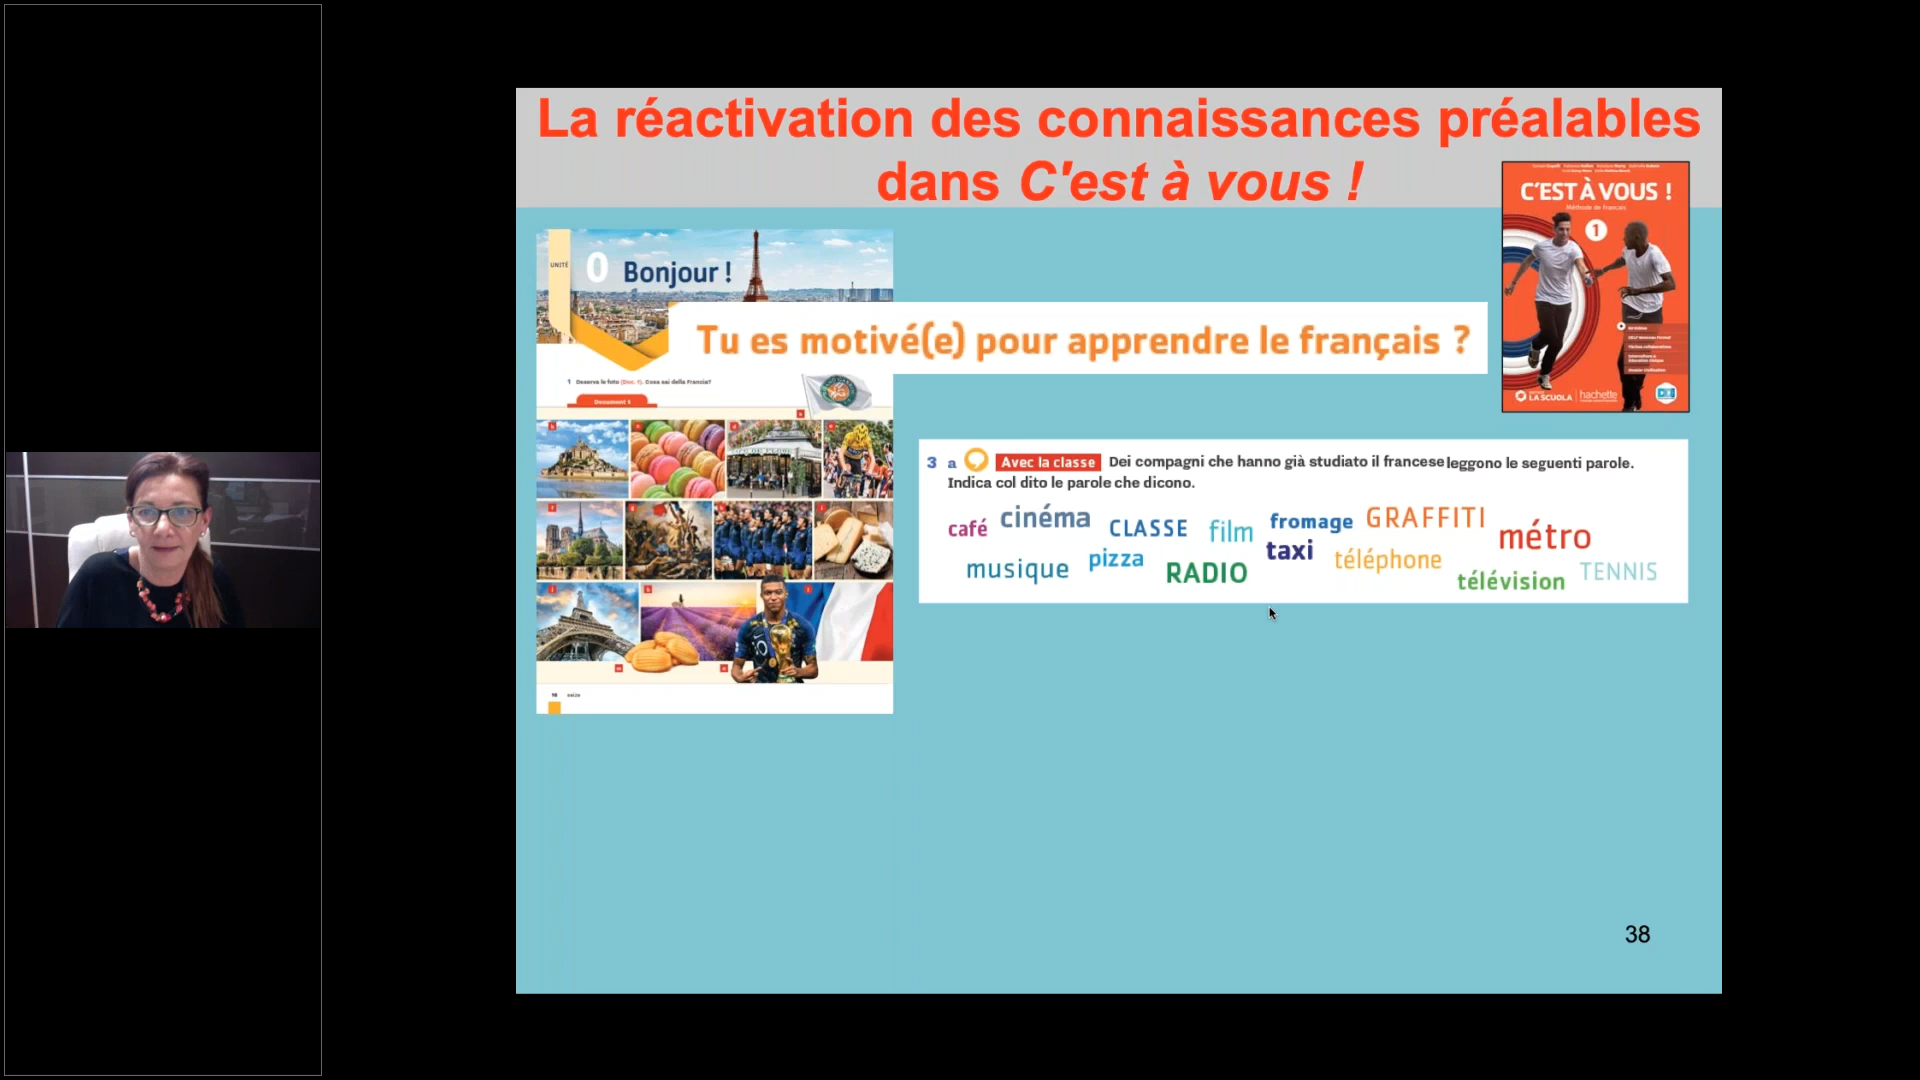 La réactivation des connaissances préalables
dans C'est à vous !
C'EST À VOUS !
Méthode de français
1
LA SCUOLA
hachette
UNITÉ
0 Bonjour !
Tu es motivé(e) pour apprendre le français ?
1 Osserva le foto (Doc. 1). Cosa sai della Francia?
Document 1
3 a Avec la classe Dei compagni che hanno già studiato il francese leggono le seguenti parole.
Indica col dito le parole che dicono.
café cinéma CLASSE film fromage GRAFFITI métro
musique pizza RADIO taxi téléphone télévision TENNIS
38